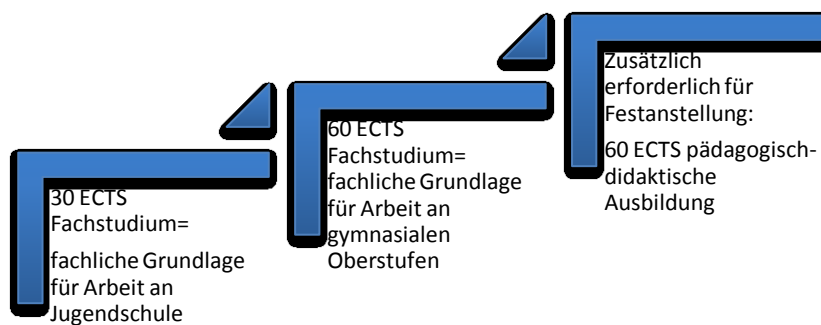 30 ECTS
Fachstudium=
fachliche Grundlage
für Arbeit an
Jugendschule
60 ECTS
Fachstudium=
fachliche Grundlage
für Arbeit an
gymnasialen
Oberstufen
Zusätzlich
erforderlich für
Festanstellung:
60 ECTS pädagogisch-
didaktische
Ausbildung